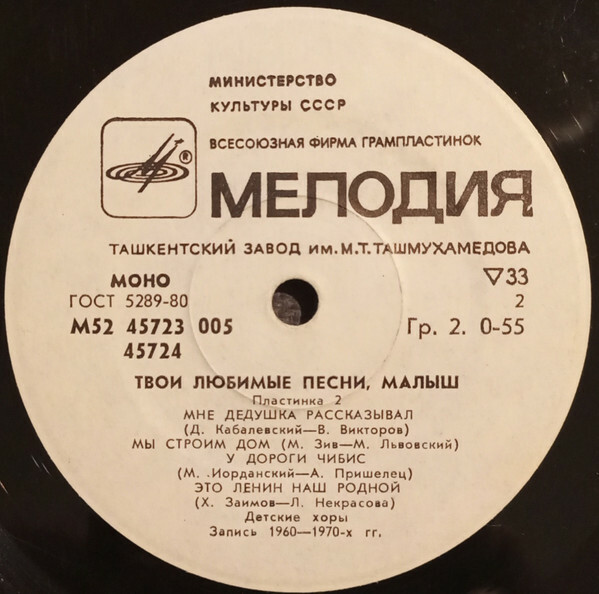 МИНИСТЕРСТВО
КУЛЬТУРЫ СССР
ВСЕСОЮЗНАЯ ФИРМА ГРАМПЛАСТИНОК
®
МЕЛОДИЯ
ТАШКЕНТСКИЙ ЗАВОД ИМ. М.Т. ТАШМУХАМЕДОВА
МОНО ▽33
ГОСТ 5289-80 2
М52 45723 005 Гр. 2. 0-55
45724
ТВОИ ЛЮБИМЫЕ ПЕСНИ, МАЛЫШ
Пластинка 2
МНЕ ДЕДУШКА РАССКАЗЫВАЛ
(Д. Кабалевский—В. Викторов)
МЫ СТРОИМ ДОМ (М. Зив—М. Львовский)
У ДОРОГИ ЧИБИС
(М. Иорданский—А. Пришелец)
ЭТО ЛЕНИН НАШ РОДНОЙ
(Х. Заимов—Л. Некрасова)
Детские хоры
Запись 1960—1970-х гг.